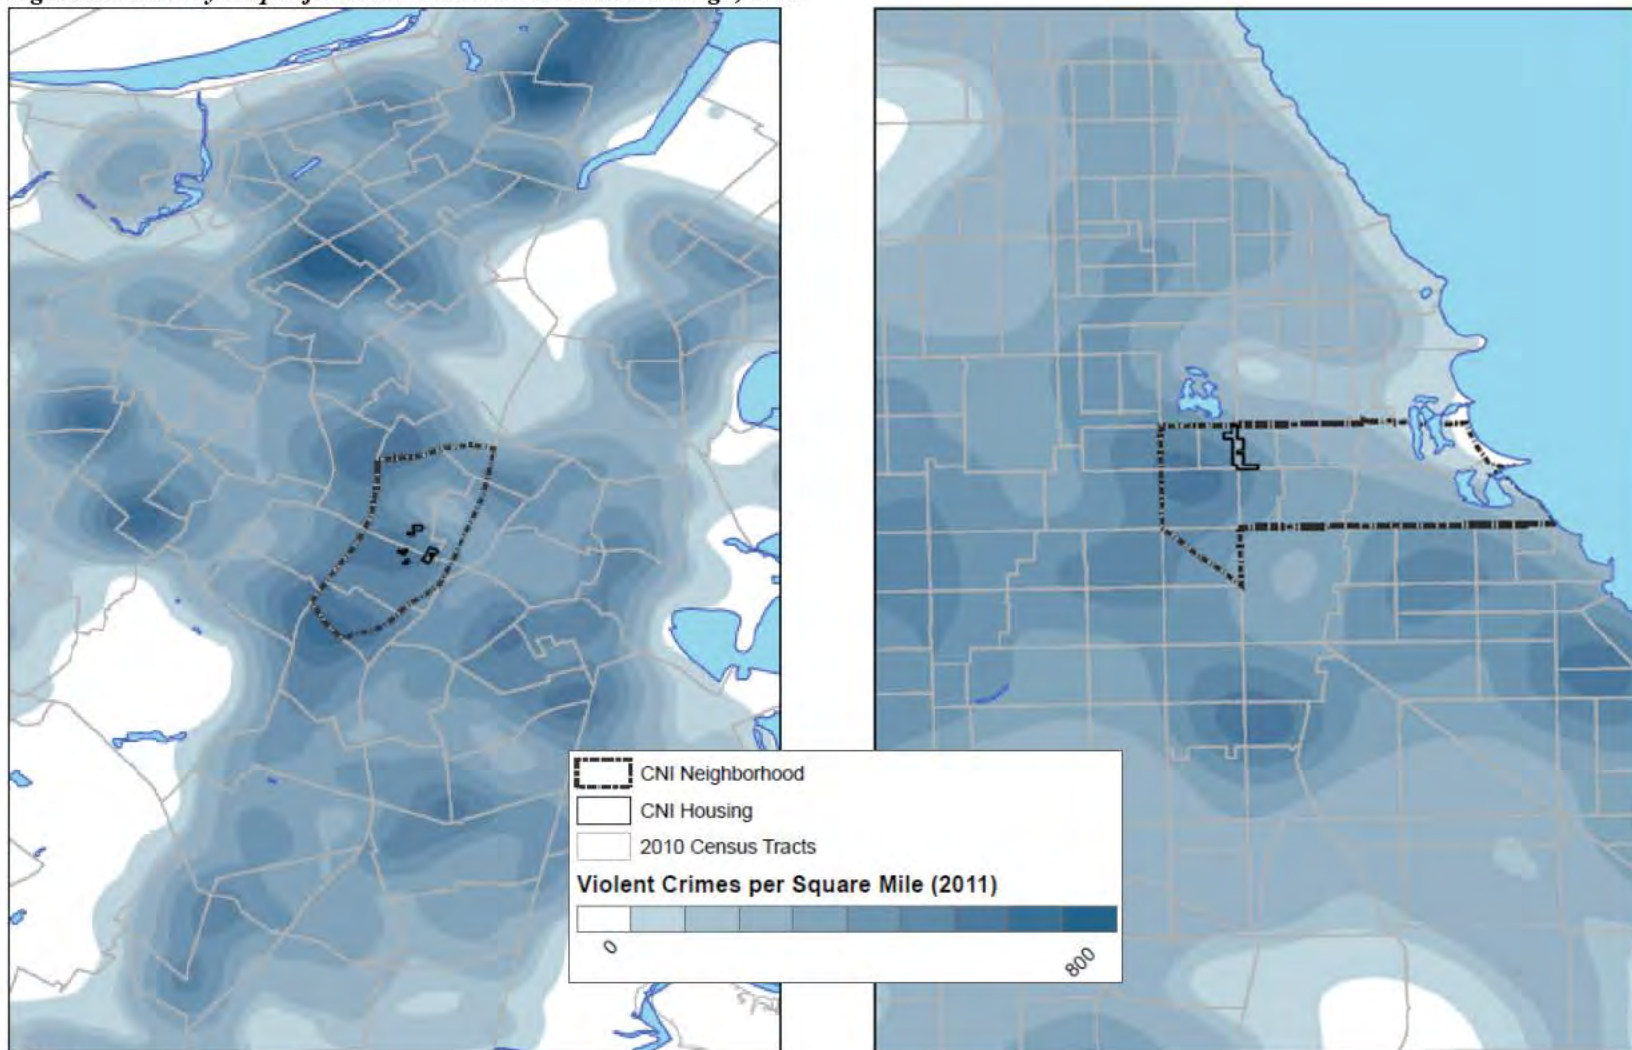 CNI Neighborhood
CNI Housing
2010 Census Tracts
Violent Crimes per Square Mile (2011)
0
800